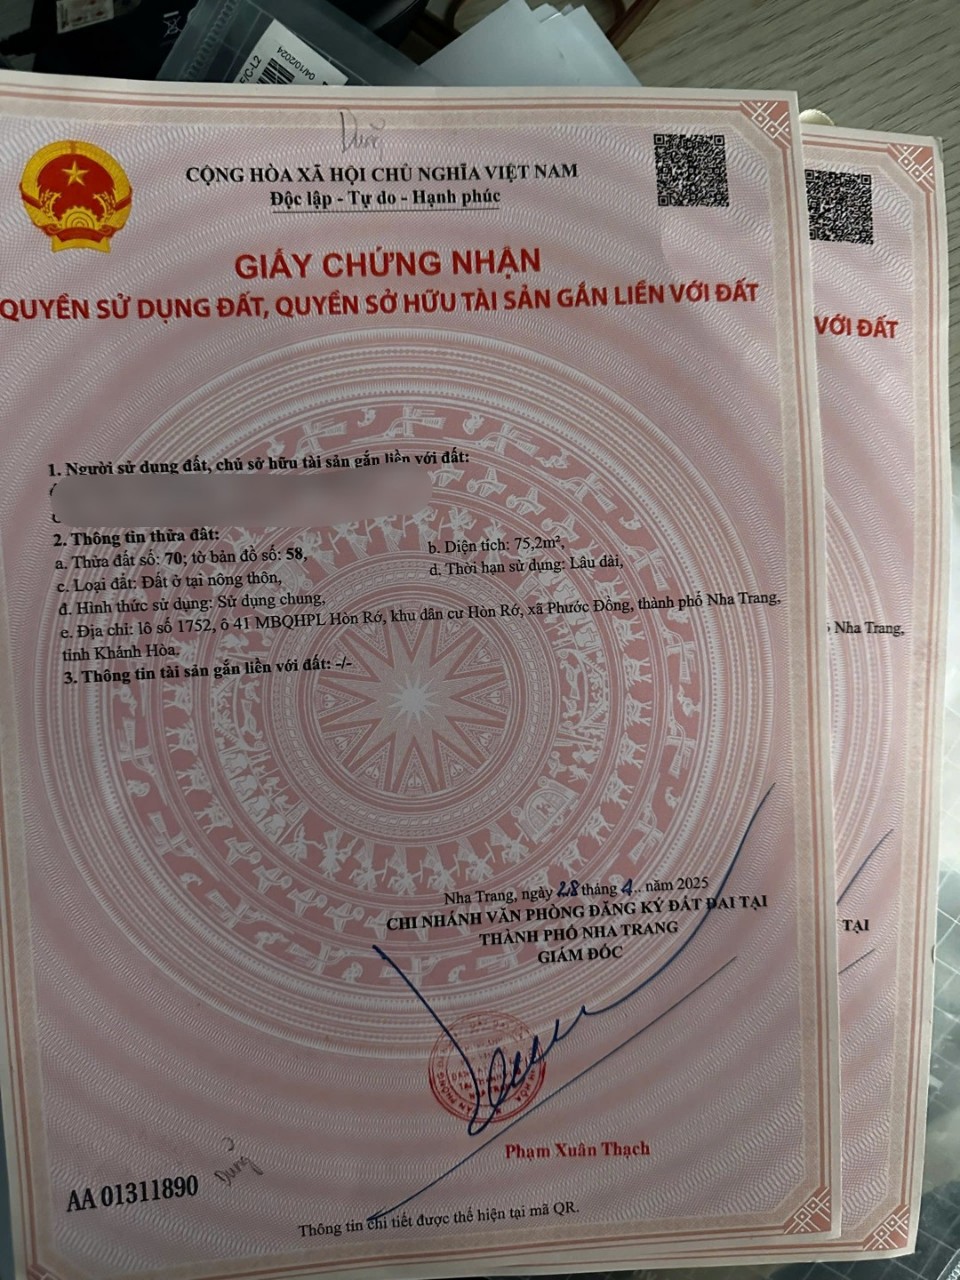 04/10/2024
CỘNG HÒA XÃ HỘI CHỦ NGHĨA VIỆT NAM
Độc lập - Tự do - Hạnh phúc
GIẤY CHỨNG NHẬN
QUYỀN SỬ DỤNG ĐẤT, QUYỀN SỞ HỮU TÀI SẢN GẮN LIỀN VỚI ĐẤT
VỚI ĐẤT
1. Người sử dụng đất, chủ sở hữu tài sản gắn liền với đất:
2. Thông tin thửa đất:
a. Thửa đất số: 70; tờ bản đồ số: 58,
b. Diện tích: 75,2m²,
c. Loại đất: Đất ở tại nông thôn,
d. Thời hạn sử dụng: Lâu dài,
đ. Hình thức sử dụng: Sử dụng chung,
e. Địa chỉ: lô số 1752, ô 41 MBQHPL Hòn Rớ, khu dân cư Hòn Rớ, xã Phước Đồng, thành phố Nha Trang,
tỉnh Khánh Hòa.
Nha Trang,
3. Thông tin tài sản gắn liền với đất: -/-
Nha Trang, ngày 28 tháng 4.. năm 2025
CHI NHÁNH VĂN PHÒNG ĐĂNG KÝ ĐẤT ĐAI TẠI
THÀNH PHỐ NHA TRANG
GIÁM ĐỐC
TẠI
Phạm Xuân Thạch
AA 01311890
Thông tin chi tiết được thể hiện tại mã QR.